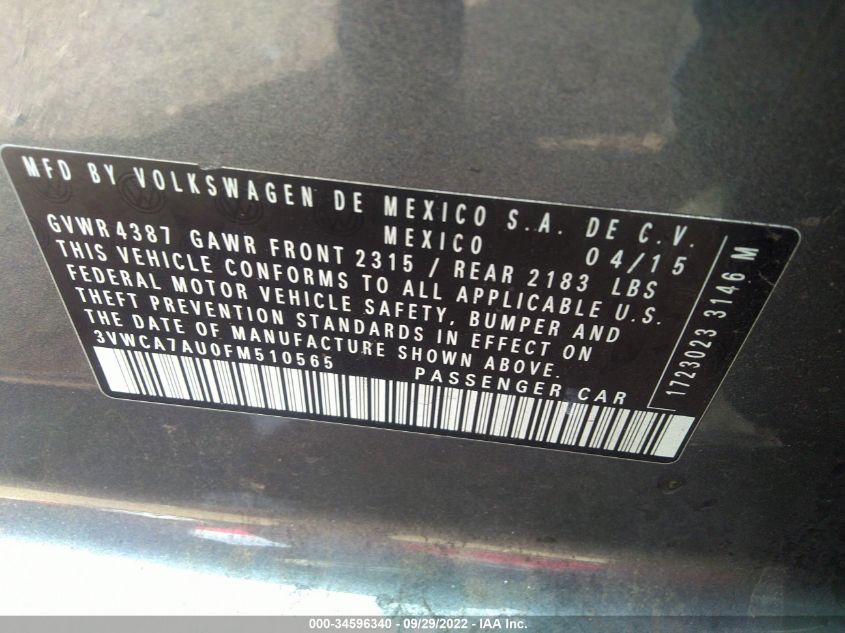 MFD BY VOLKSWAGEN DE MEXICO S.A. DE C.V.
MEXICO 04/15
GVWR 4387 GAWR FRONT 2315 / REAR 2183 LBS
THIS VEHICLE CONFORMS TO ALL APPLICABLE U.S.
FEDERAL MOTOR VEHICLE SAFETY, BUMPER AND
THEFT PREVENTION STANDARDS IN EFFECT ON
THE DATE OF MANUFACTURE SHOWN ABOVE.
3VWCA7AU0FM510565 PASSENGER CAR
1723023 3146 M
000-34596340 - 09/29/2022 - IAA Inc.